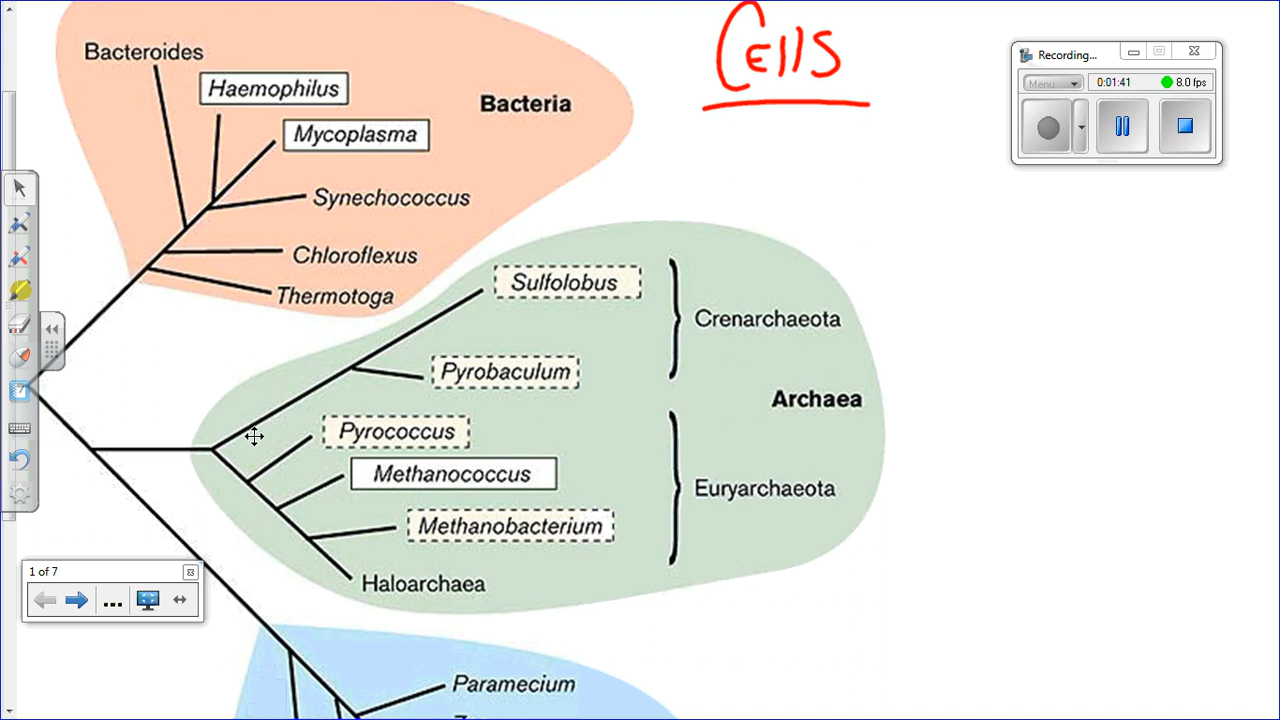 Cells
Recording...
Menu
0:01:41
8.0 fps
Bacteroides
Haemophilus
Bacteria
Mycoplasma
Synechococcus
Chloroflexus
Thermotoga
Sulfolobus
Crenarchaeota
Pyrobaculum
Archaea
Pyrococcus
Methanococcus
Euryarchaeota
Methanobacterium
Haloarchaea
1 of 7
...
Paramecium